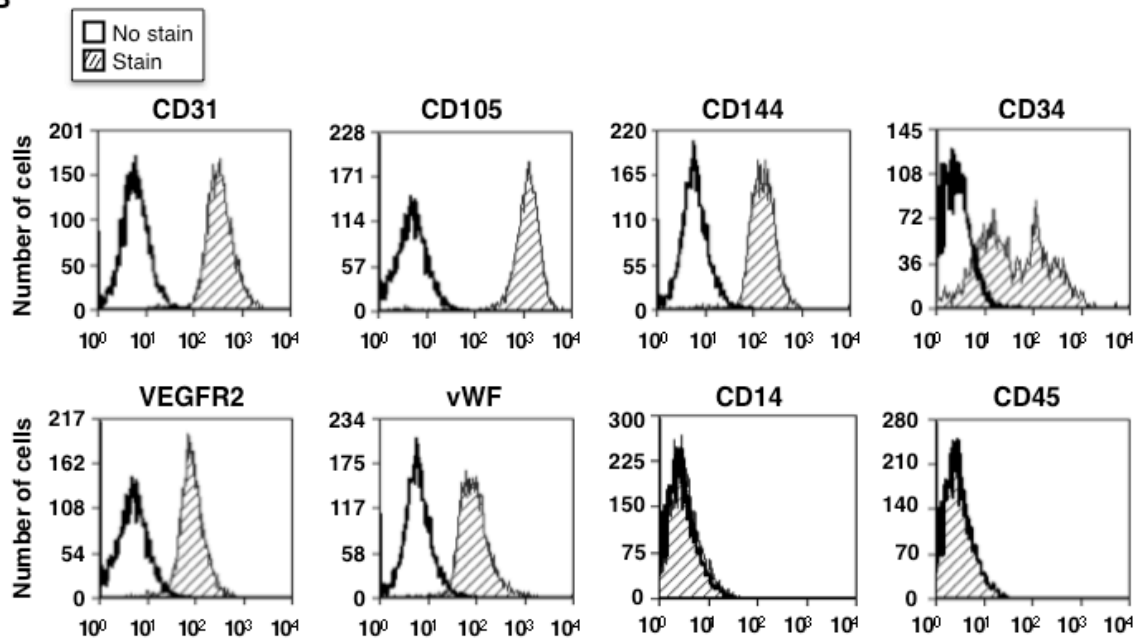 No stain
Stain
CD31 CD105 CD144 CD34
Number of cells
201 150 100 50 0
10⁰ 10¹ 10² 10³ 10⁴
228 171 114 57 0
10⁰ 10¹ 10² 10³ 10⁴
220 165 110 55 0
10⁰ 10¹ 10² 10³ 10⁴
145 108 72 36 0
10⁰ 10¹ 10² 10³ 10⁴
VEGFR2 vWF CD14 CD45
Number of cells
217 162 108 54 0
10⁰ 10¹ 10² 10³ 10⁴
234 175 117 58 0
10⁰ 10¹ 10² 10³ 10⁴
300 225 150 75 0
10⁰ 10¹ 10² 10³ 10⁴
280 210 140 70 0
10⁰ 10¹ 10² 10³ 10⁴